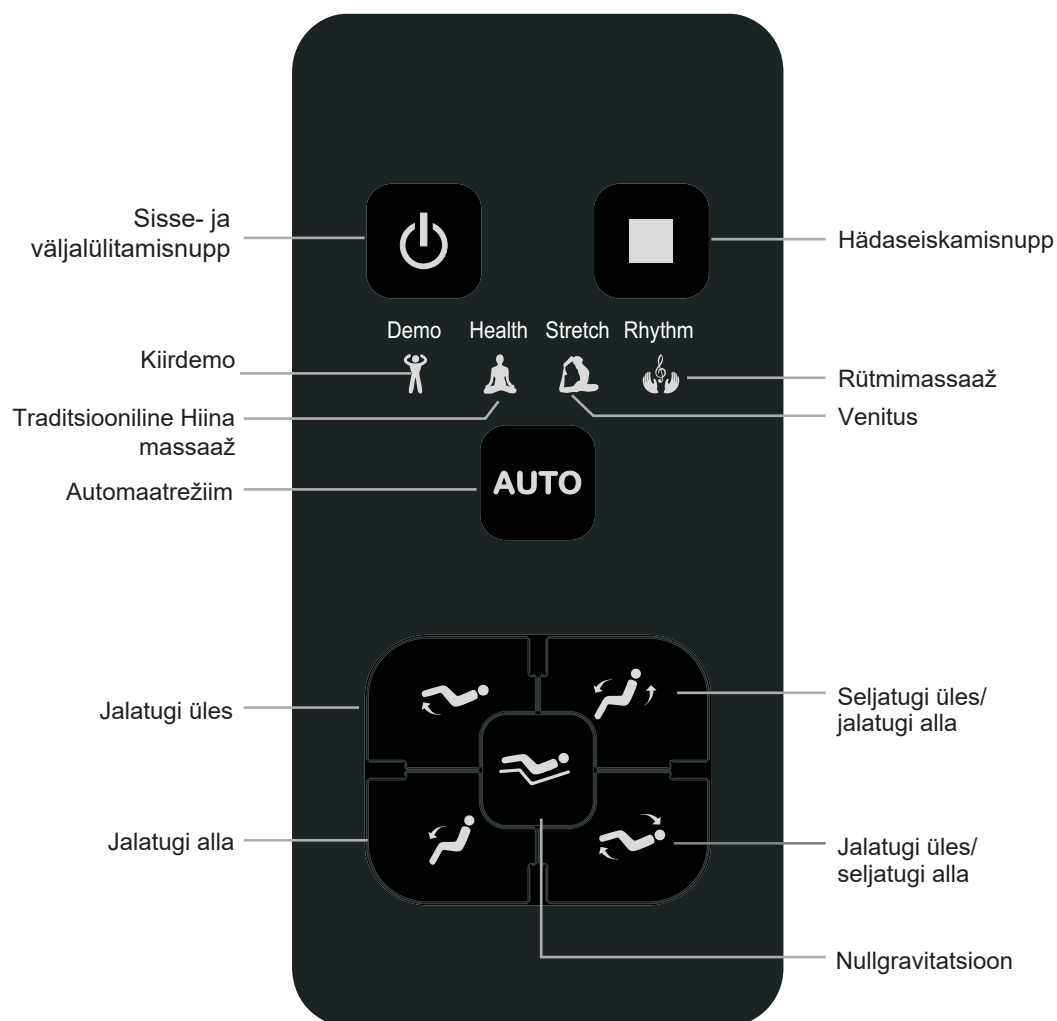 Sisse- ja
väljalülitamisnupp
Hädaseiskamisnupp
Demo Health Stretch Rhythm
Kiirdemo
Rütmimassaaž
Traditsiooniline Hiina
massaaž
Venitus
AUTO
Automaatrežiim
Jalatugi üles
Seljatugi üles/
jalatugi alla
Jalatugi alla
Jalatugi üles/
seljatugi alla
Nullgravitatsioon